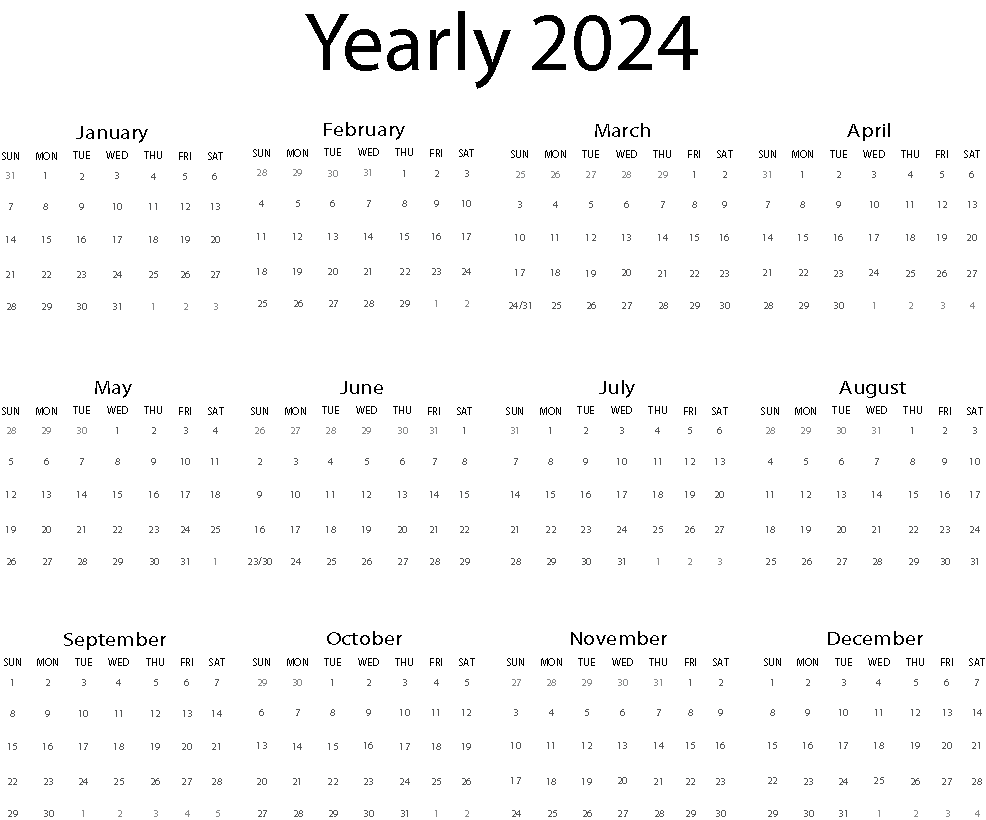 Yearly 2024
January
SUN MON TUE WED THU FRI SAT
31 1 2 3 4 5 6
7 8 9 10 11 12 13
14 15 16 17 18 19 20
21 22 23 24 25 26 27
28 29 30 31 1 2 3
February
SUN MON TUE WED THU FRI SAT
28 29 30 31 1 2 3
4 5 6 7 8 9 10
11 12 13 14 15 16 17
18 19 20 21 22 23 24
25 26 27 28 29 1 2
March
SUN MON TUE WED THU FRI SAT
25 26 27 28 29 1 2
3 4 5 6 7 8 9
10 11 12 13 14 15 16
17 18 19 20 21 22 23
24/31 25 26 27 28 29 30
April
SUN MON TUE WED THU FRI SAT
31 1 2 3 4 5 6
7 8 9 10 11 12 13
14 15 16 17 18 19 20
21 22 23 24 25 26 27
28 29 30 1 2 3 4
May
SUN MON TUE WED THU FRI SAT
28 29 30 1 2 3 4
5 6 7 8 9 10 11
12 13 14 15 16 17 18
19 20 21 22 23 24 25
26 27 28 29 30 31 1
June
SUN MON TUE WED THU FRI SAT
26 27 28 29 30 31 1
2 3 4 5 6 7 8
9 10 11 12 13 14 15
16 17 18 19 20 21 22
23/30 24 25 26 27 28 29
July
SUN MON TUE WED THU FRI SAT
31 1 2 3 4 5 6
7 8 9 10 11 12 13
14 15 16 17 18 19 20
21 22 23 24 25 26 27
28 29 30 31 1 2 3
August
SUN MON TUE WED THU FRI SAT
28 29 30 31 1 2 3
4 5 6 7 8 9 10
11 12 13 14 15 16 17
18 19 20 21 22 23 24
25 26 27 28 29 30 31
September
SUN MON TUE WED THU FRI SAT
1 2 3 4 5 6 7
8 9 10 11 12 13 14
15 16 17 18 19 20 21
22 23 24 25 26 27 28
29 30 1 2 3 4 5
October
SUN MON TUE WED THU FRI SAT
29 30 1 2 3 4 5
6 7 8 9 10 11 12
13 14 15 16 17 18 19
20 21 22 23 24 25 26
27 28 29 30 31 1 2
November
SUN MON TUE WED THU FRI SAT
27 28 29 30 31 1 2
3 4 5 6 7 8 9
10 11 12 13 14 15 16
17 18 19 20 21 22 23
24 25 26 27 28 29 30
December
SUN MON TUE WED THU FRI SAT
1 2 3 4 5 6 7
8 9 10 11 12 13 14
15 16 17 18 19 20 21
22 23 24 25 26 27 28
29 30 31 1 2 3 4